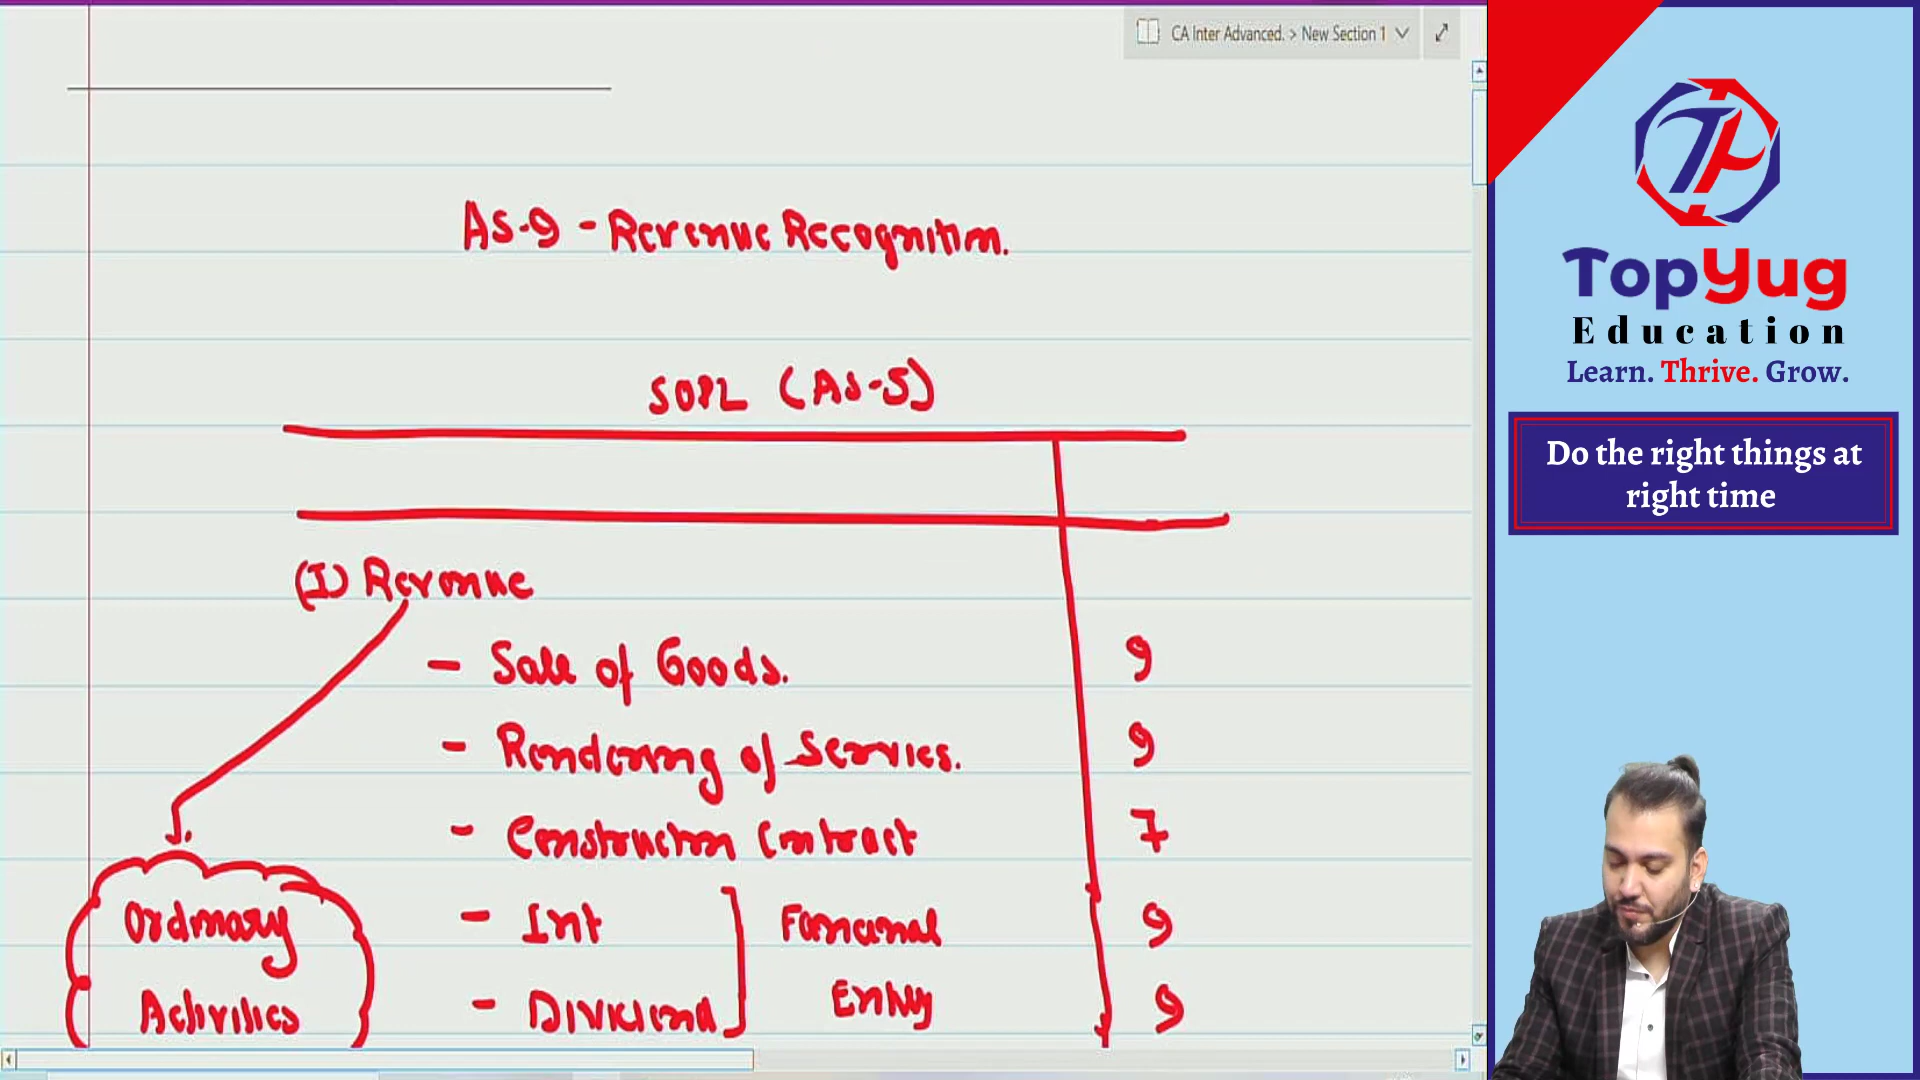 CA Inter Advanced. > New Section 1
AS-9 - Revenue Recognition.
SOPL (AS-5)
(I) Revenue
- Sale of Goods. 9
- Rendering of Services. 9
- Construction Contract 7
- Int 9
- Dividend 9
Financial
Entity
Ordinary
Activities
TopYug
Education
Learn. Thrive. Grow.
Do the right things at
right time